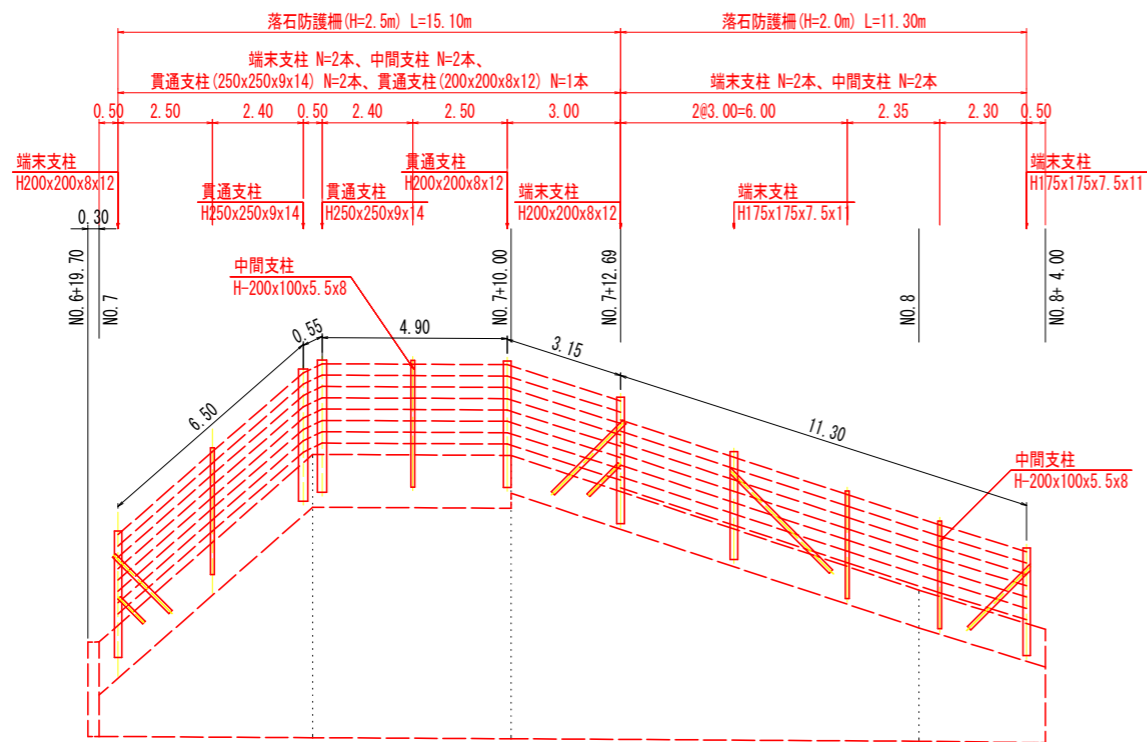 落石防護柵(H=2.5m) L=15.10m
落石防護柵(H=2.0m) L=11.30m
端末支柱 N=2本、中間支柱 N=2本、
貫通支柱(250x250x9x14) N=2本、貫通支柱(200x200x8x12) N=1本
端末支柱 N=2本、中間支柱 N=2本
0.50
2.50
2.40
0.50
2.40
2.50
3.00
2@3.00=6.00
2.35
2.30
0.50
端末支柱
H200x200x8x12
貫通支柱
H250x250x9x14
貫通支柱
H250x250x9x14
貫通支柱
H200x200x8x12
端末支柱
H200x200x8x12
端末支柱
H175x175x7.5x11
端末支柱
H175x175x7.5x11
0.30
NO.6+19.70
NO.7
NO.7+10.00
NO.7+12.69
NO.8
NO.8+ 4.00
中間支柱
H-200x100x5.5x8
6.50
0.55
4.90
3.15
11.30
中間支柱
H-200x100x5.5x8